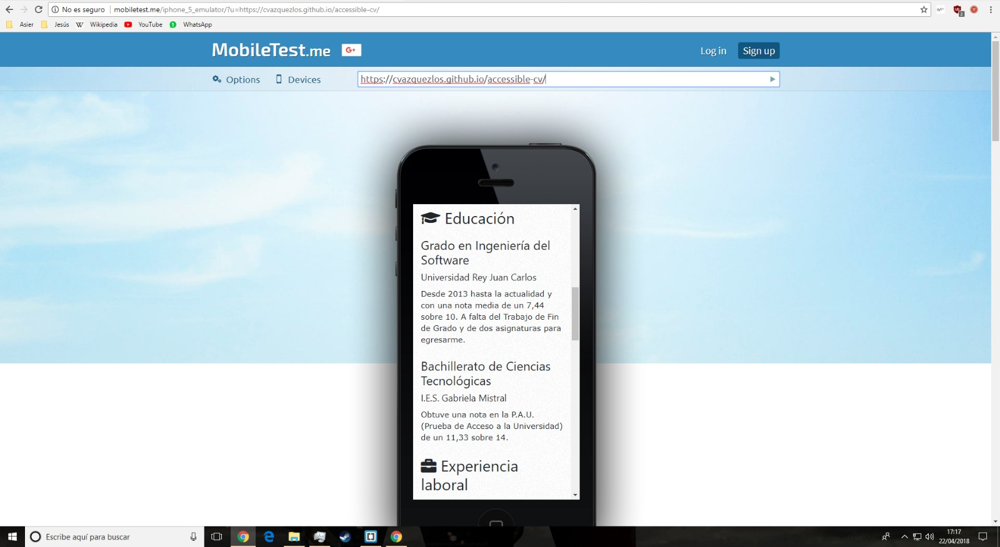 No es seguro | mobiletest.me/iphone_5_emulator/?u=https://cvazquezlos.github.io/accessible-cv/
2
Asier Jesús W Wikipedia YouTube 1 WhatsApp
MobileTest.me G+ Log in Sign up
Options Devices https://cvazquezlos.github.io/accessible-cv/
Educación
Grado en Ingeniería del
Software
Universidad Rey Juan Carlos
Desde 2013 hasta la actualidad y
con una nota media de un 7,44
sobre 10. A falta del Trabajo de Fin
de Grado y de dos asignaturas para
egresarme.
Bachillerato de Ciencias
Tecnológicas
I.E.S. Gabriela Mistral
Obtuve una nota en la P.A.U.
(Prueba de Acceso a la Universidad)
de un 11,33 sobre 14.
Experiencia
laboral
Escribe aquí para buscar
17:17
22/04/2018